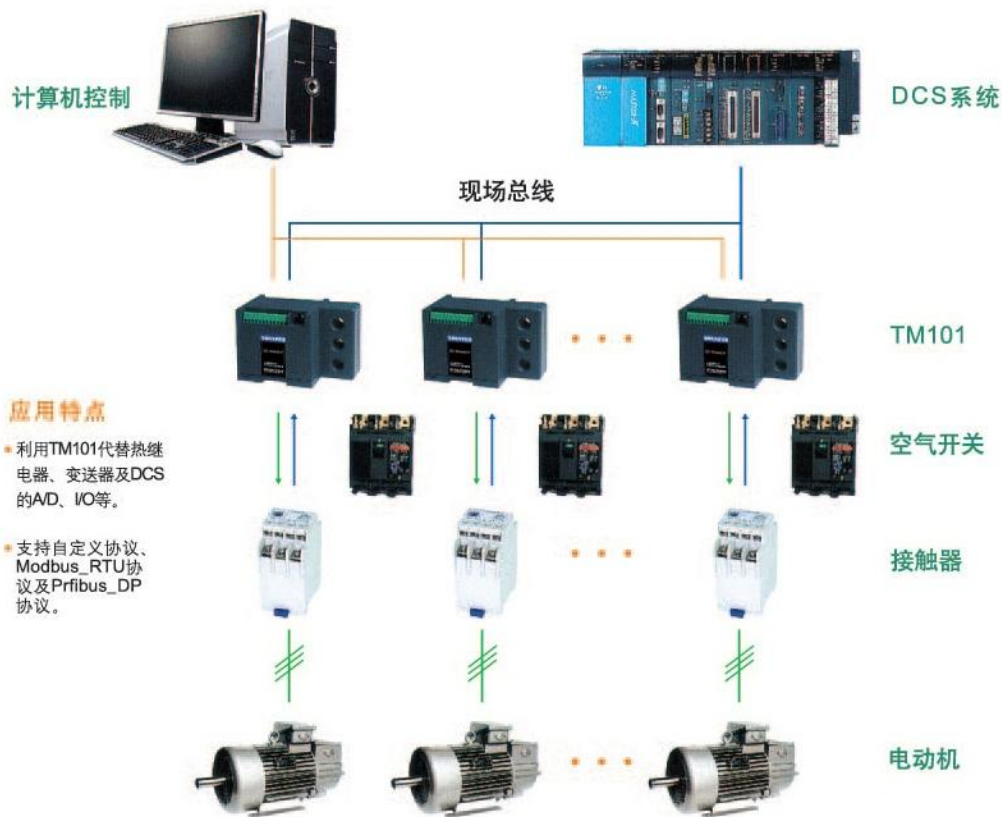 计算机控制
DCS系统
现场总线
TM101
应用特点
利用TM101代替热继
电器、变送器及DCS
的A/D、I/O等。
空气开关
支持自定义协议、
Modbus_RTU协
议及Prfibus_DP
协议。
接触器
电动机